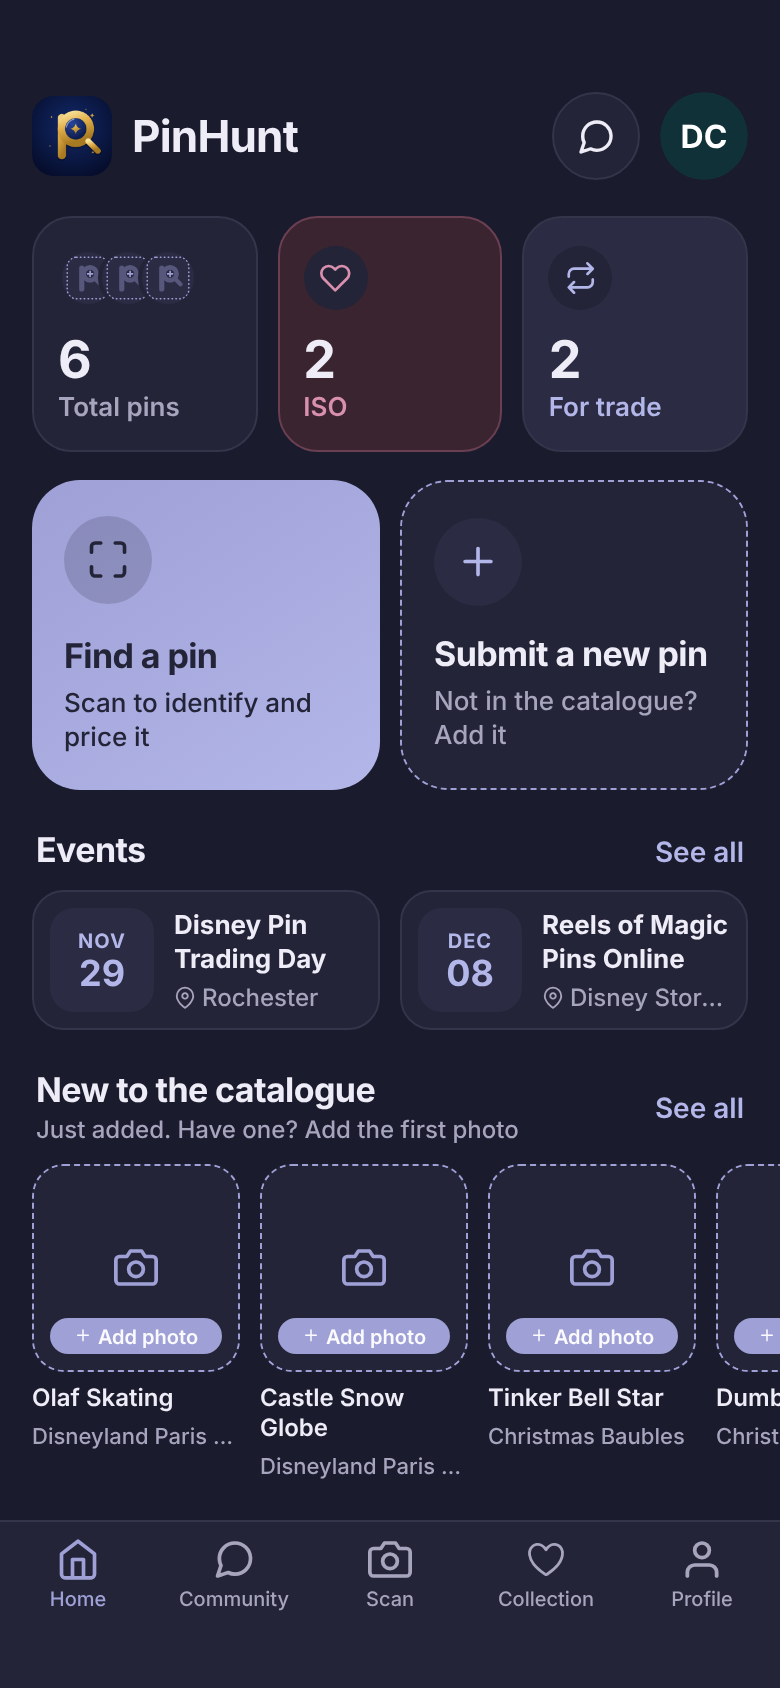 PinHunt
DC
6
Total pins
2
ISO
2
For trade
Find a pin
Scan to identify and
price it
Submit a new pin
Not in the catalogue?
Add it
Events
See all
NOV
29
Disney Pin
Trading Day
Rochester
DEC
08
Reels of Magic
Pins Online
Disney Stor...
New to the catalogue
Just added. Have one? Add the first photo
See all
+ Add photo
+ Add photo
+ Add photo
+
Olaf Skating
Disneyland Paris ...
Castle Snow
Globe
Disneyland Paris ...
Tinker Bell Star
Christmas Baubles
Dumb
Christ
Home
Community
Scan
Collection
Profile